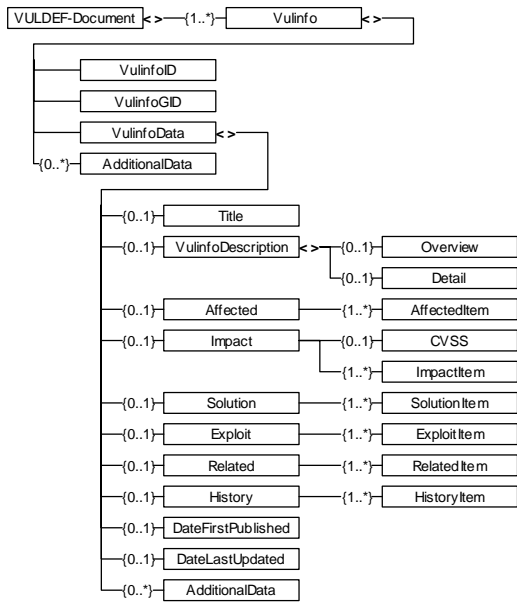 VULDEF-Document <> {1..*} Vulinfo <>
VulinfoID
VulinfoGID
VulinfoData <>
{0..*} AdditionalData
{0..1} Title
{0..1} VulinfoDescription <> {0..1} Overview
{0..1} Detail
{0..1} Affected {1..*} AffectedItem
{0..1} Impact {0..1} CVSS
{1..*} ImpactItem
{0..1} Solution {1..*} SolutionItem
{0..1} Exploit {1..*} ExploitItem
{0..1} Related {1..*} RelatedItem
{0..1} History {1..*} HistoryItem
{0..1} DateFirstPublished
{0..1} DateLastUpdated
{0..*} AdditionalData